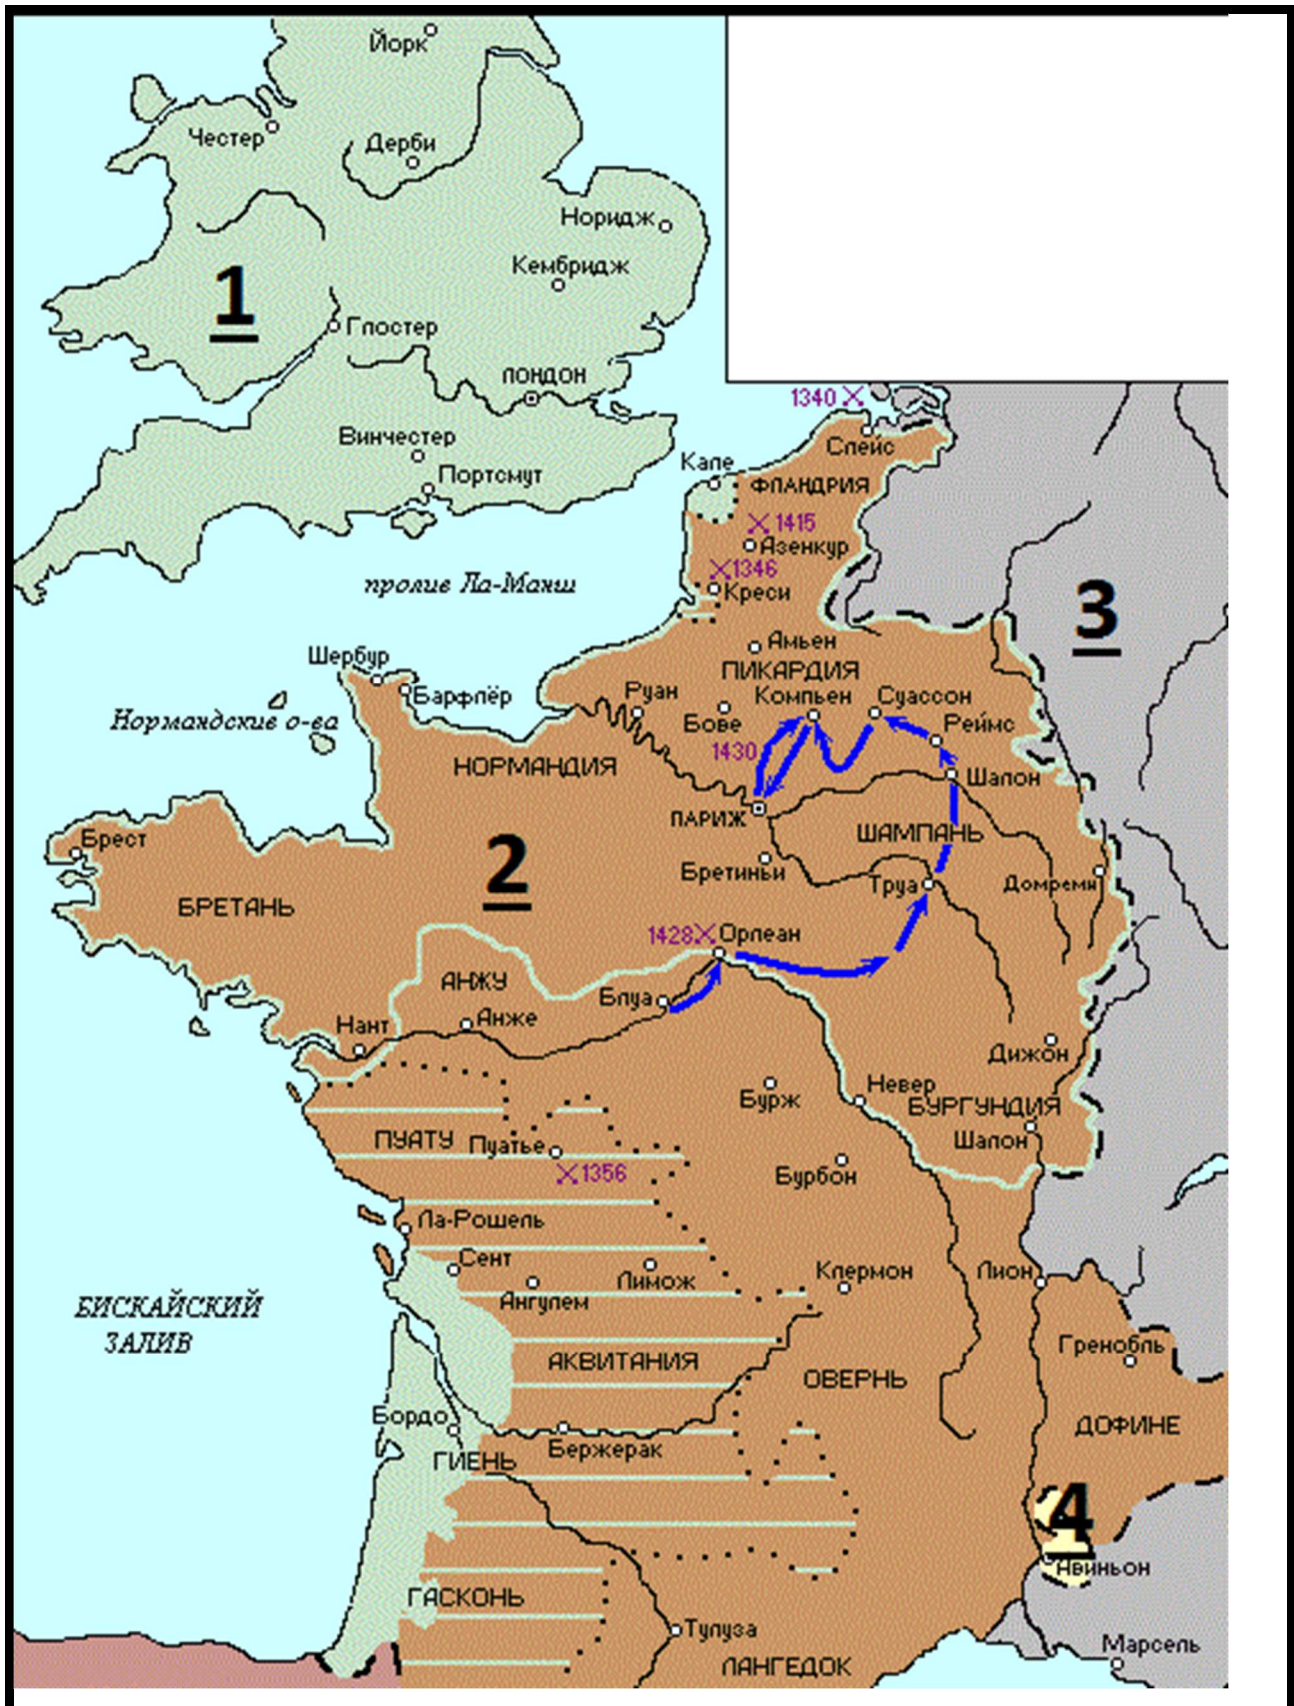 Йорк
Честер
Дерби
Норидж
Кембридж
1
Глостер
ЛОНДОН
1340
Винчестер
Слейс
Кале
Портсмут
ФЛАНДРИЯ
1415
Азенкур
1346
пролив Ла-Манш
Креси
3
Амьен
Шербур
ПИКАРДИЯ
Барфлёр
Руан
Компьен
Суассон
Нормандские о-ва
Бове
Реймс
1430
НОРМАНДИЯ
Шалон
ПАРИЖ
ШАМПАНЬ
Брест
2
Бретиньи
Труа
Домреми
БРЕТАНЬ
1428
Орлеан
АНЖУ
Блуа
Нант
Анже
Дижон
Невер
Бурж
БУРГУНДИЯ
ПУАТУ
Пуатье
Шалон
1356
Бурбон
Ла-Рошель
Сент
Лимож
Клермон
Лион
Ангулем
БИСКАЙСКИЙ
ЗАЛИВ
Гренобль
АКВИТАНИЯ
ОВЕРНЬ
Бордо
ДОФИНЕ
Бержерак
ГИЕНЬ
4
Авиньон
ГАСКОНЬ
Тулуза
Марсель
ЛАНГЕДОК